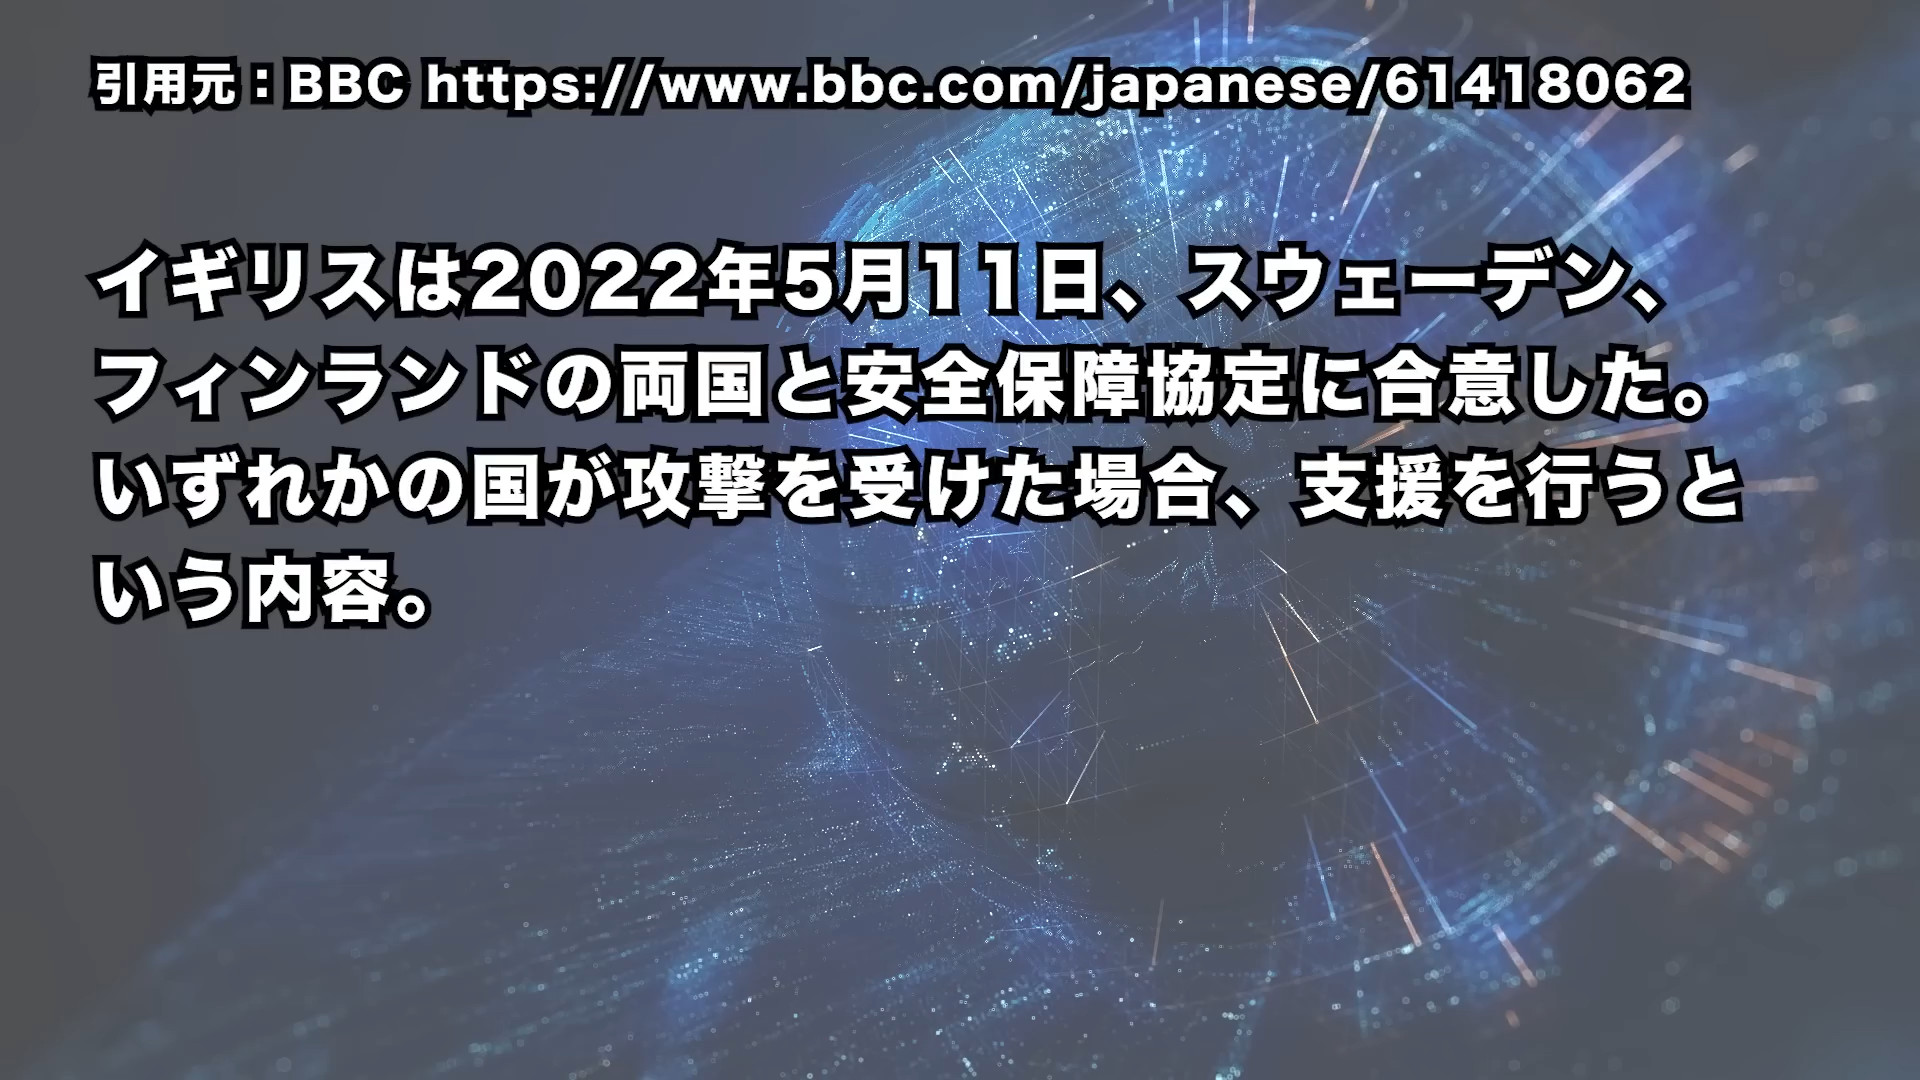 引用元：BBC https://www.bbc.com/japanese/61418062
イギリスは2022年5月11日、スウェーデン、
フィンランドの両国と安全保障協定に合意した。
いずれかの国が攻撃を受けた場合、支援を行うと
いう内容。